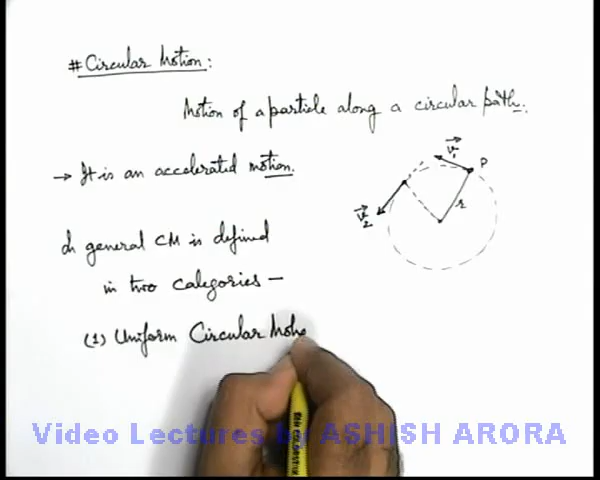 # Circular Motion:
Motion of a particle along a circular path.
→ It is an accelerated motion.
v₁ P
r
v₂
In general CM is defined
in two categories —
(1) Uniform Circular Motio
Video Lectures by ASHISH ARORA